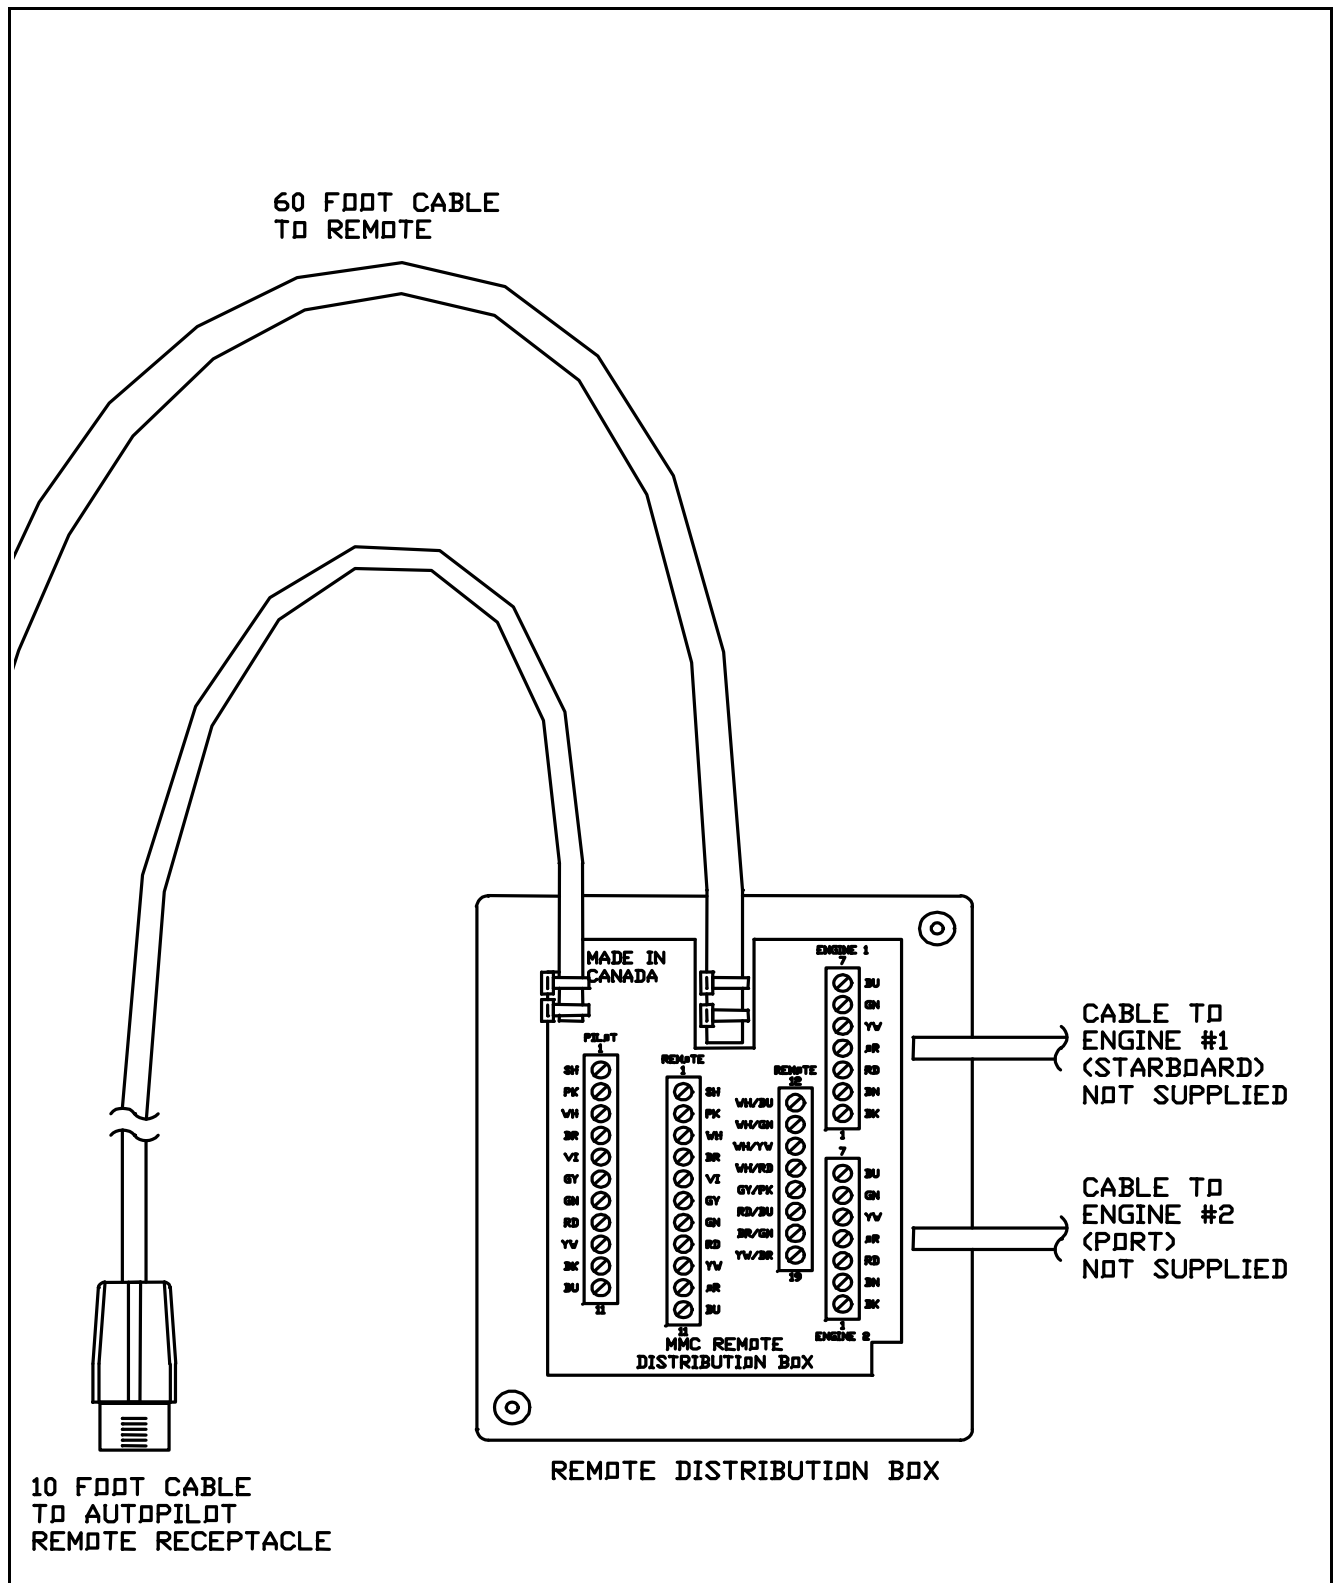 60 FOOT CABLE
TO REMOTE
MADE IN
CANADA
PILOT
1
SH
PK
WH
BR
VI
GY
GN
RD
YW
BK
BU
11
REMOTE
1
SH
PK
WH
BR
VI
GY
GN
RD
YW
BU
11
REMOTE
12
WH/BU
WH/GN
WH/YW
WH/RD
GY/PK
RD/BU
BR/GN
YW/BR
19
ENGINE 1
7
BU
GN
YW
RD
BN
BK
1
7
BU
GN
YW
RD
BN
BK
1
ENGINE 2
MMC REMOTE
DISTRIBUTION BOX
CABLE TO
ENGINE #1
(STARBOARD)
NOT SUPPLIED
CABLE TO
ENGINE #2
(PORT)
NOT SUPPLIED
REMOTE DISTRIBUTION BOX
10 FOOT CABLE
TO AUTOPILOT
REMOTE RECEPTACLE